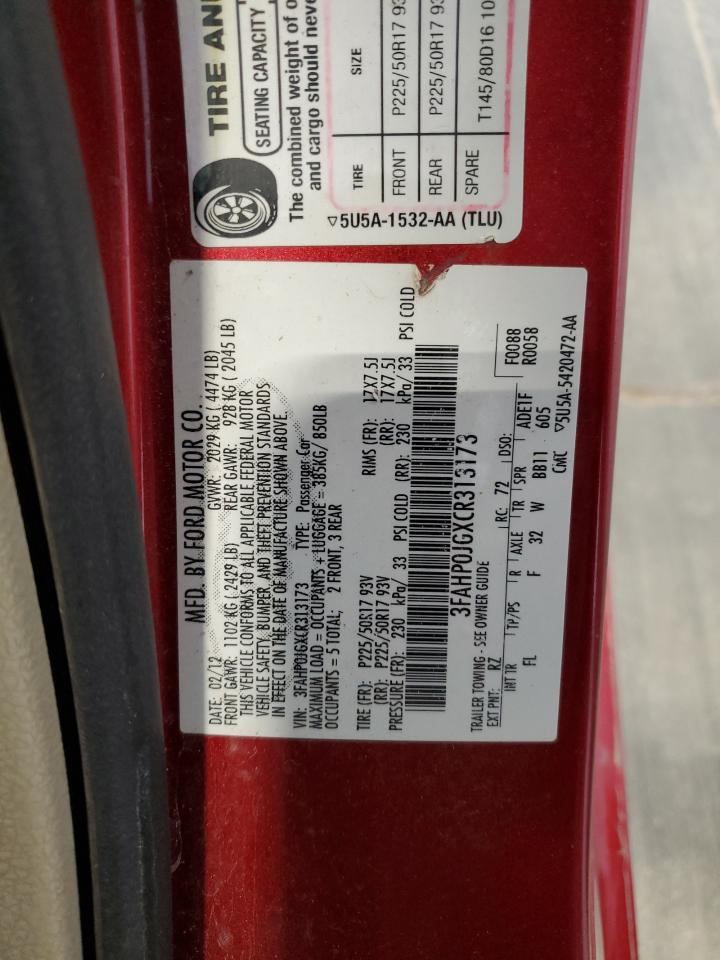 TIRE AN
SEATING CAPACITY
The combined weight of o
and cargo should neve
TIRE SIZE
FRONT P225/50R17 93
REAR P225/50R17 93
SPARE T145/80D16 10
▽5U5A-1532-AA (TLU)
MFD. BY FORD MOTOR CO.
DATE: 02/12 GVWR: 2029 KG ( 4474 LB)
FRONT GAWR: 1102 KG ( 2429 LB) REAR GAWR: 928 KG ( 2045 LB)
THIS VEHICLE CONFORMS TO ALL APPLICABLE FEDERAL MOTOR
VEHICLE SAFETY, BUMPER, AND THEFT PREVENTION STANDARDS
IN EFFECT ON THE DATE OF MANUFACTURE SHOWN ABOVE.
VIN: 3FAHP0JGXCR313173 TYPE: Passenger Car
MAXIMUM LOAD = OCCUPANTS + LUGGAGE = 385KG/ 850LB
OCCUPANTS = 5 TOTAL; 2 FRONT, 3 REAR
TIRE (FR): P225/50R17 93V RIMS (FR): 17X7.5J
(RR): P225/50R17 93V (RR): 17X7.5J
PRESSURE (FR): 230 kPa/ 33 PSI COLD (RR): 230 kPa/ 33 PSI COLD
3FAHP0JGXCR313173
TRAILER TOWING - SEE OWNER GUIDE
EXT PNT: RZ RC: 72 DSO: F0088
R0058
INT TR TP/PS R AXLE TR SPR ADE1F
FL F 32 W BB11 605
CMC ▽5U5A-5420472-AA